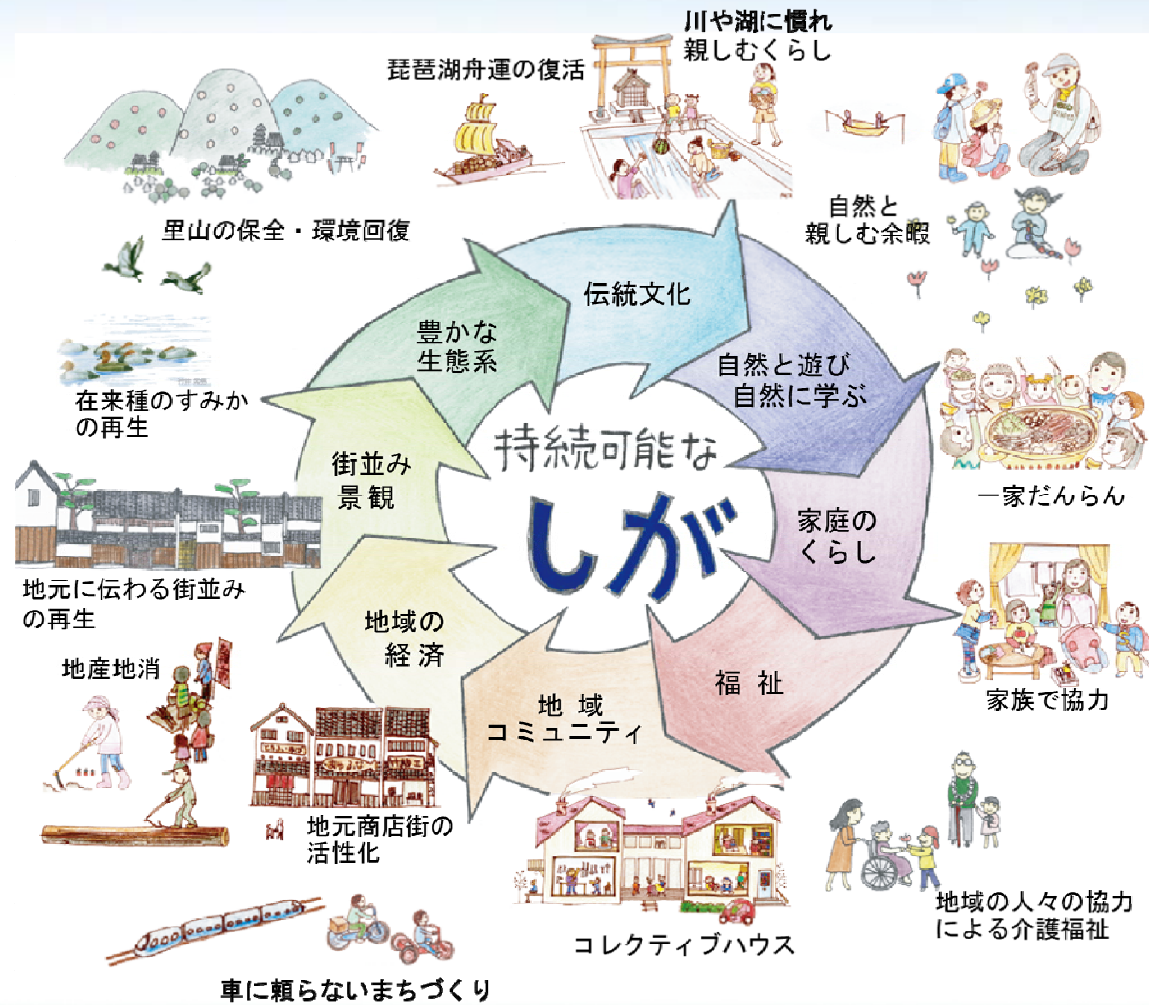 川や湖に慣れ
親しむくらし
琵琶湖舟運の復活
自然と
親しむ余暇
里山の保全・環境回復
在来種のすみか
の再生
地元に伝わる街並み
の再生
地産地消
地元商店街の
活性化
車に頼らないまちづくり
コレクティブハウス
地域の人々の協力
による介護福祉
家族で協力
一家だんらん
伝統文化
自然と遊び
自然に学ぶ
家庭の
くらし
福 祉
地 域
コミュニティ
地域の
経済
街並み
景観
豊かな
生態系
持続可能な
しが